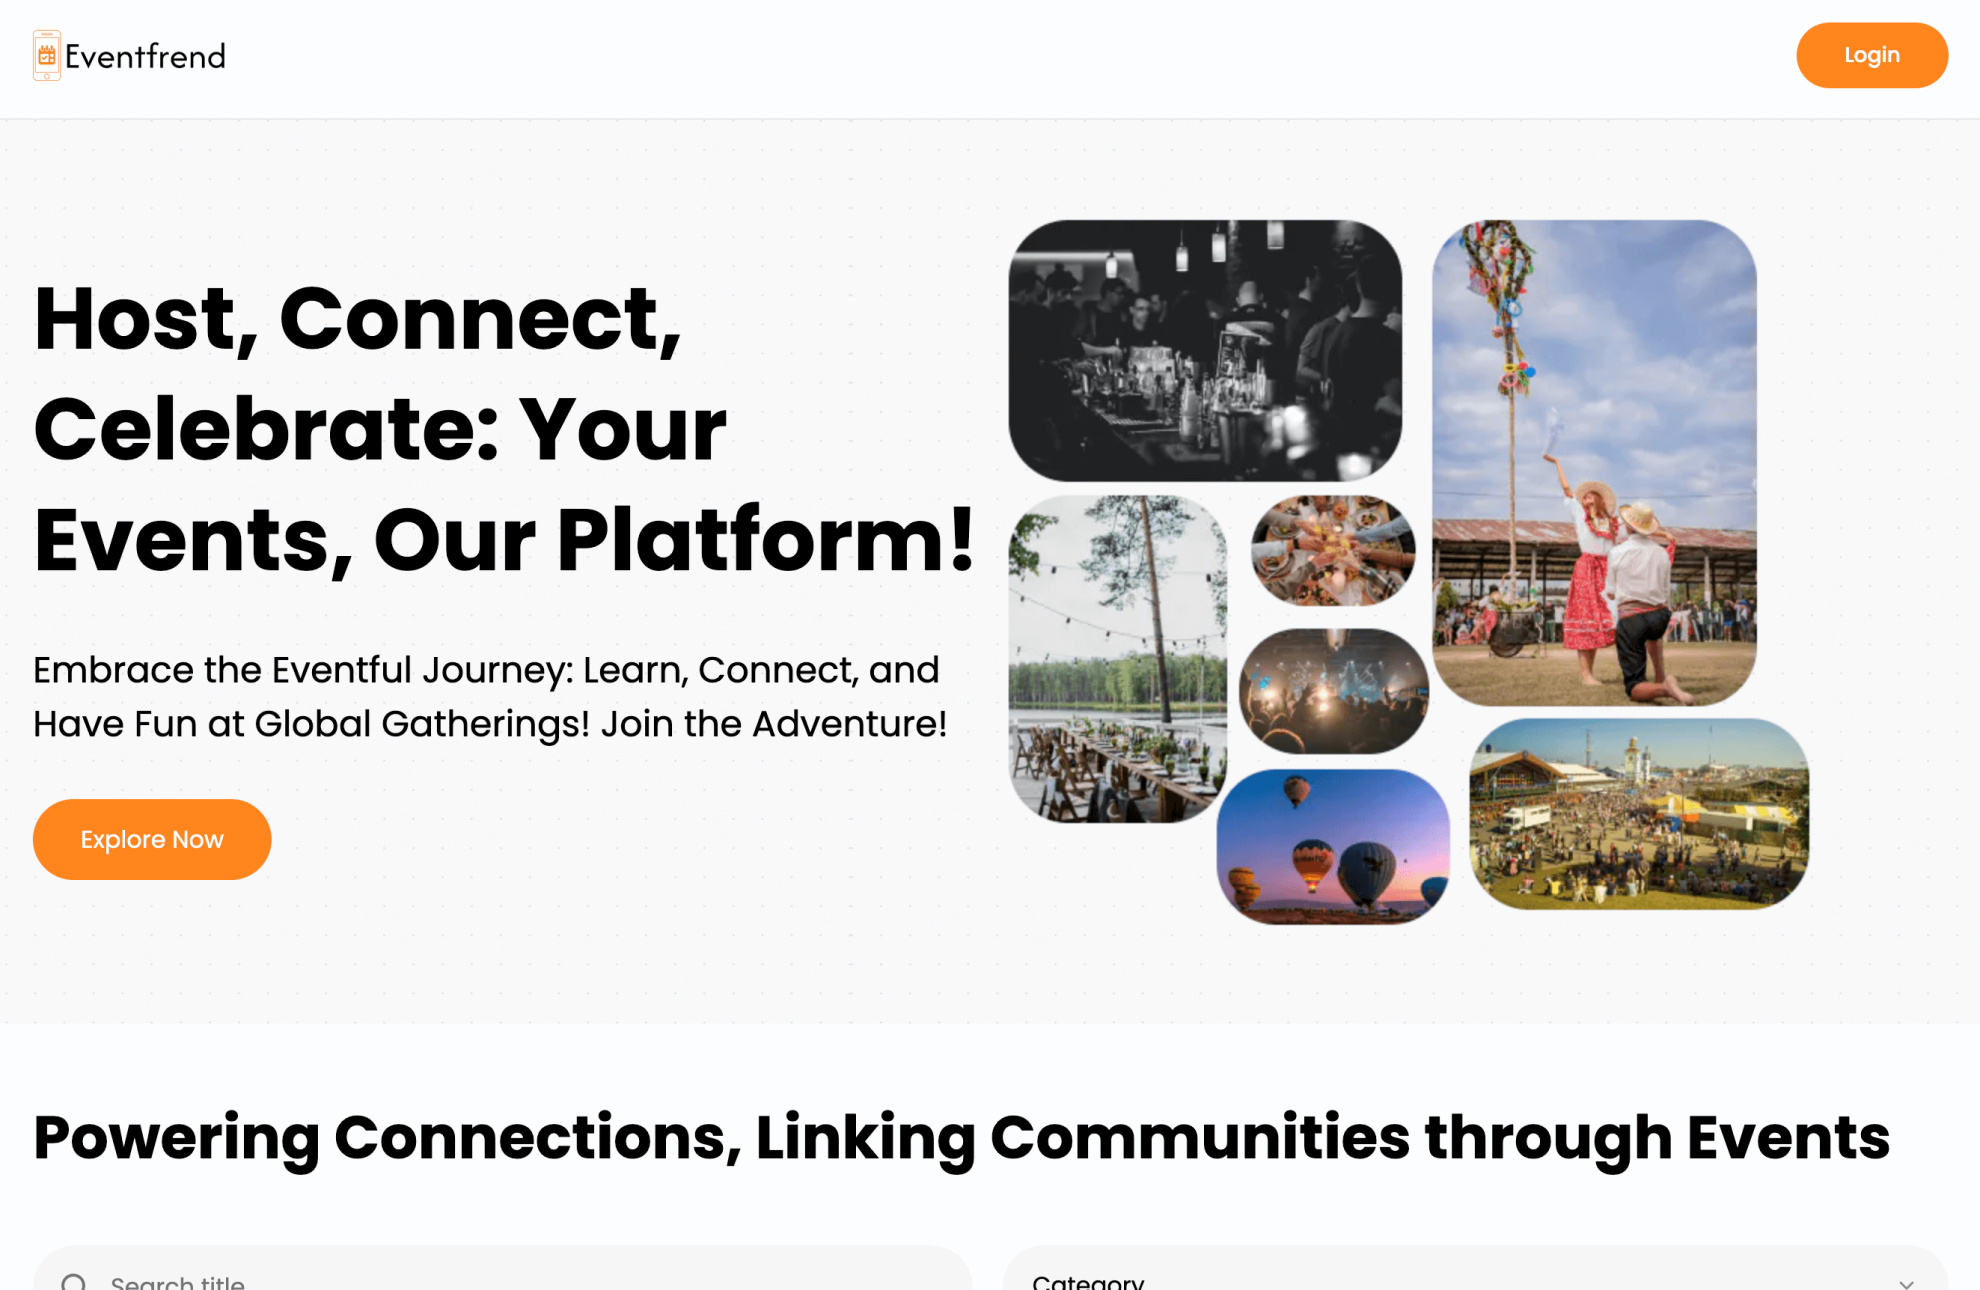 Eventfrend
Login
Host, Connect,
Celebrate: Your
Events, Our Platform!
Embrace the Eventful Journey: Learn, Connect, and
Have Fun at Global Gatherings! Join the Adventure!
Explore Now
Powering Connections, Linking Communities through Events
Search title
Category